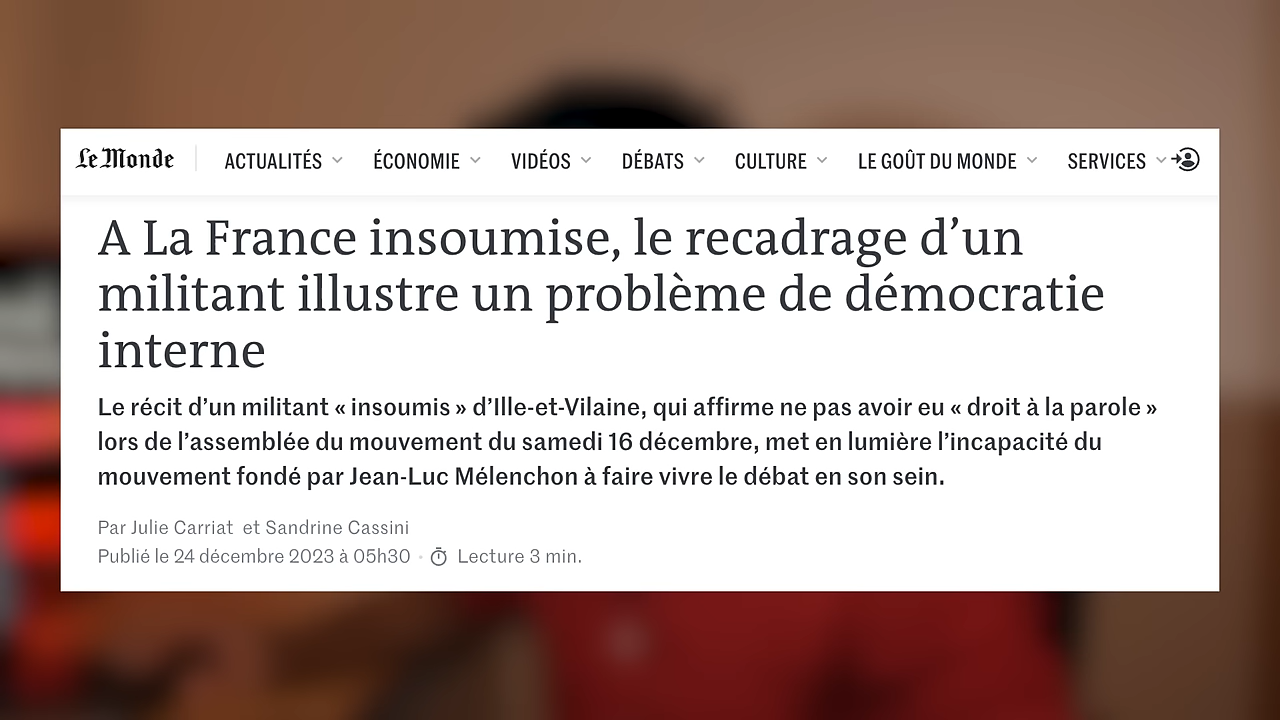 Le Monde ACTUALITÉS ÉCONOMIE VIDÉOS DÉBATS CULTURE LE GOÛT DU MONDE SERVICES
A La France insoumise, le recadrage d’un
militant illustre un problème de démocratie
interne
Le récit d’un militant « insoumis » d’Ille-et-Vilaine, qui affirme ne pas avoir eu « droit à la parole »
lors de l’assemblée du mouvement du samedi 16 décembre, met en lumière l’incapacité du
mouvement fondé par Jean-Luc Mélenchon à faire vivre le débat en son sein.
Par Julie Carriat et Sandrine Cassini
Publié le 24 décembre 2023 à 05h30 • Lecture 3 min.